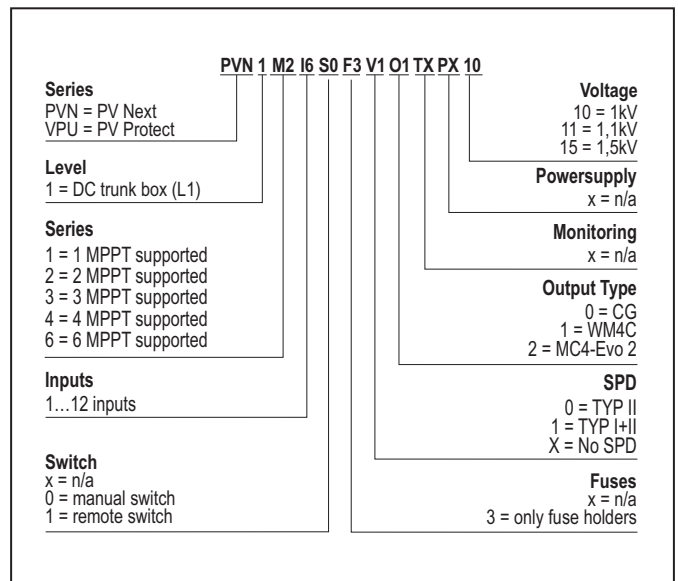 PVN 1 M2 I6 S0 F3 V1 O1 TX PX 10
Series
PVN = PV Next
VPU = PV Protect
Level
1 = DC trunk box (L1)
Series
1 = 1 MPPT supported
2 = 2 MPPT supported
3 = 3 MPPT supported
4 = 4 MPPT supported
6 = 6 MPPT supported
Inputs
1…12 inputs
Switch
x = n/a
0 = manual switch
1 = remote switch
Voltage
10 = 1kV
11 = 1,1kV
15 = 1,5kV
Powersupply
x = n/a
Monitoring
x = n/a
Output Type
0 = CG
1 = WM4C
2 = MC4-Evo 2
SPD
0 = TYP II
1 = TYP I+II
X = No SPD
Fuses
x = n/a
3 = only fuse holders